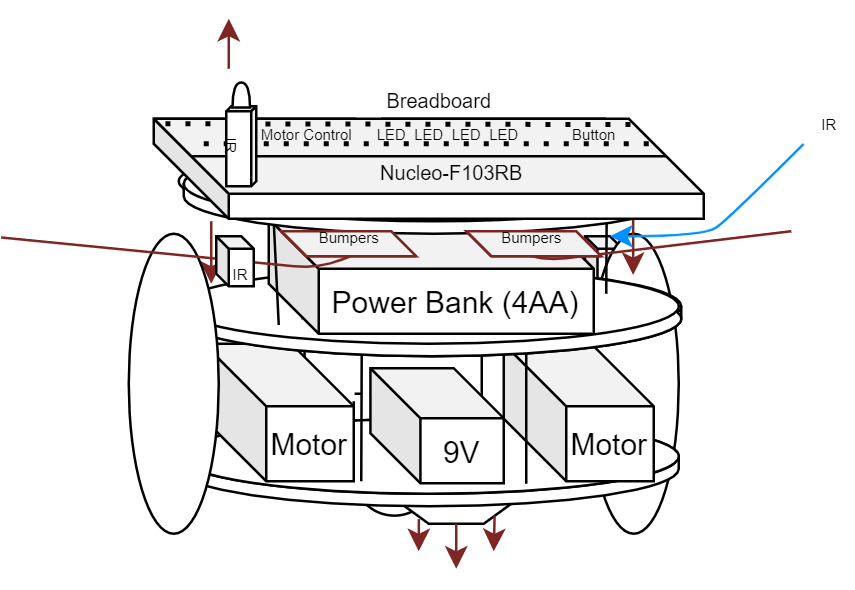 Breadboard
IR
Motor Control LED LED LED LED Button
IR
Nucleo-F103RB
Bumpers Bumpers
IR
Power Bank (4AA)
Motor 9V Motor